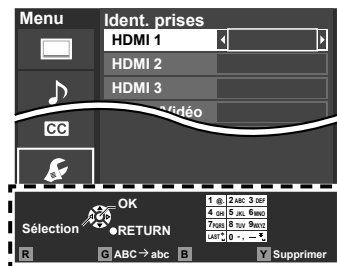 Menu
Ident. prises
HDMI 1
HDMI 2
HDMI 3
Vidéo
CC
OK
Sélection
RETURN
1 @. 2 ABC 3 DEF
4 GHI 5 JKL 6 MNO
7 PQRS 8 TUV 9 WXYZ
LAST 0 - ,
R G ABC → abc B Y Supprimer